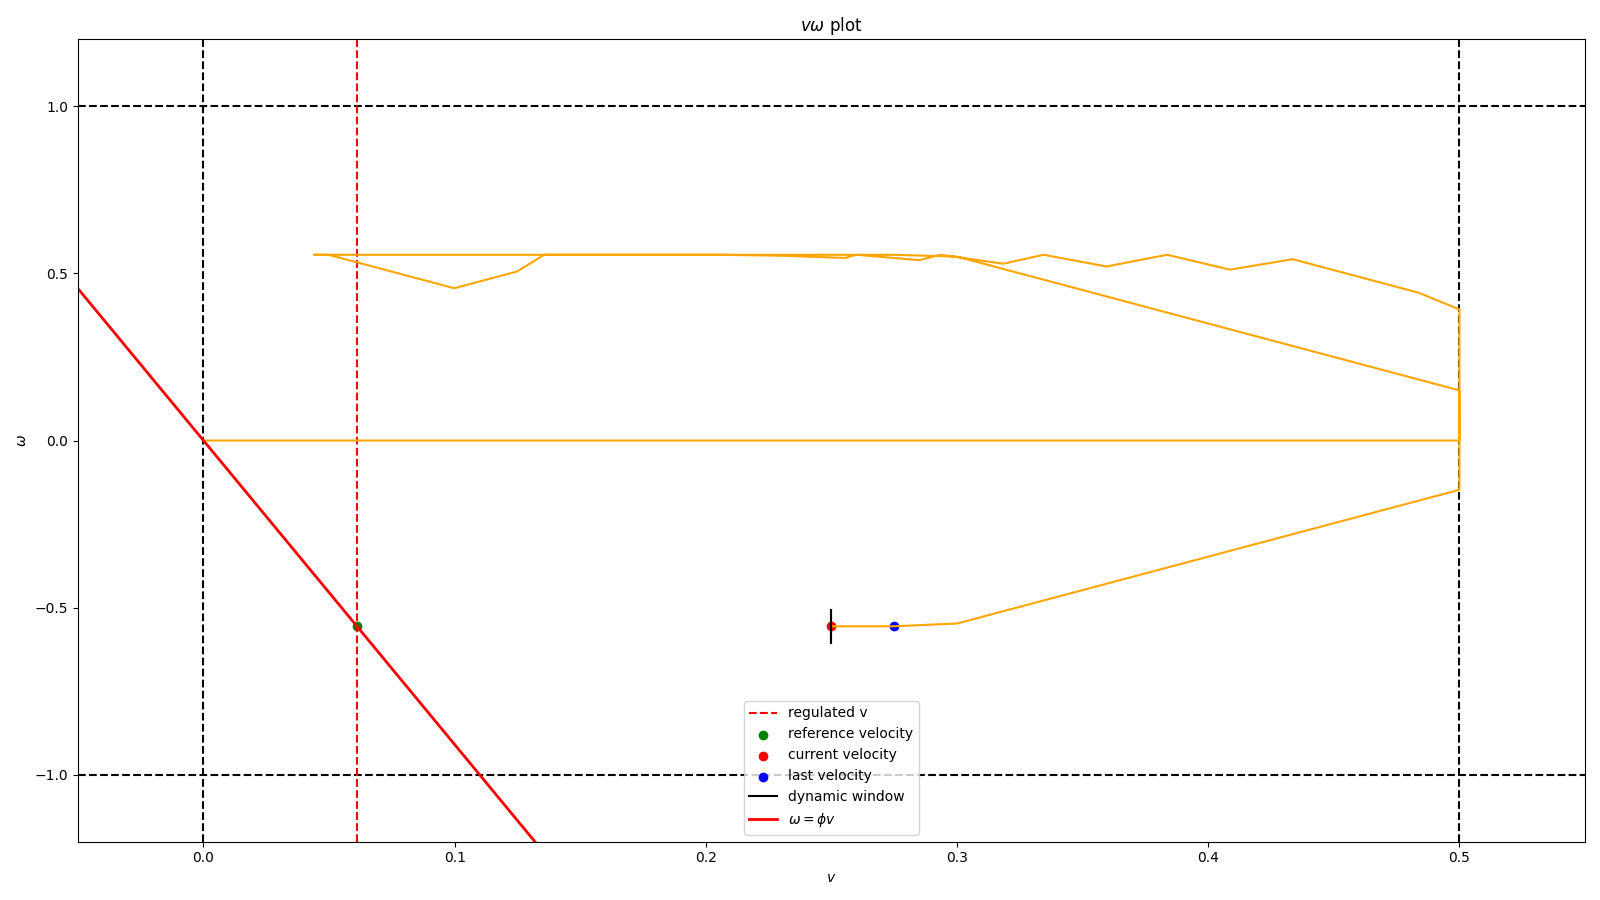 vω plot
1.0
0.5
0.0
−0.5
−1.0
ω
regulated v
reference velocity
current velocity
last velocity
dynamic window
ω = ϕv
0.0 0.1 0.2 0.3 0.4 0.5
v